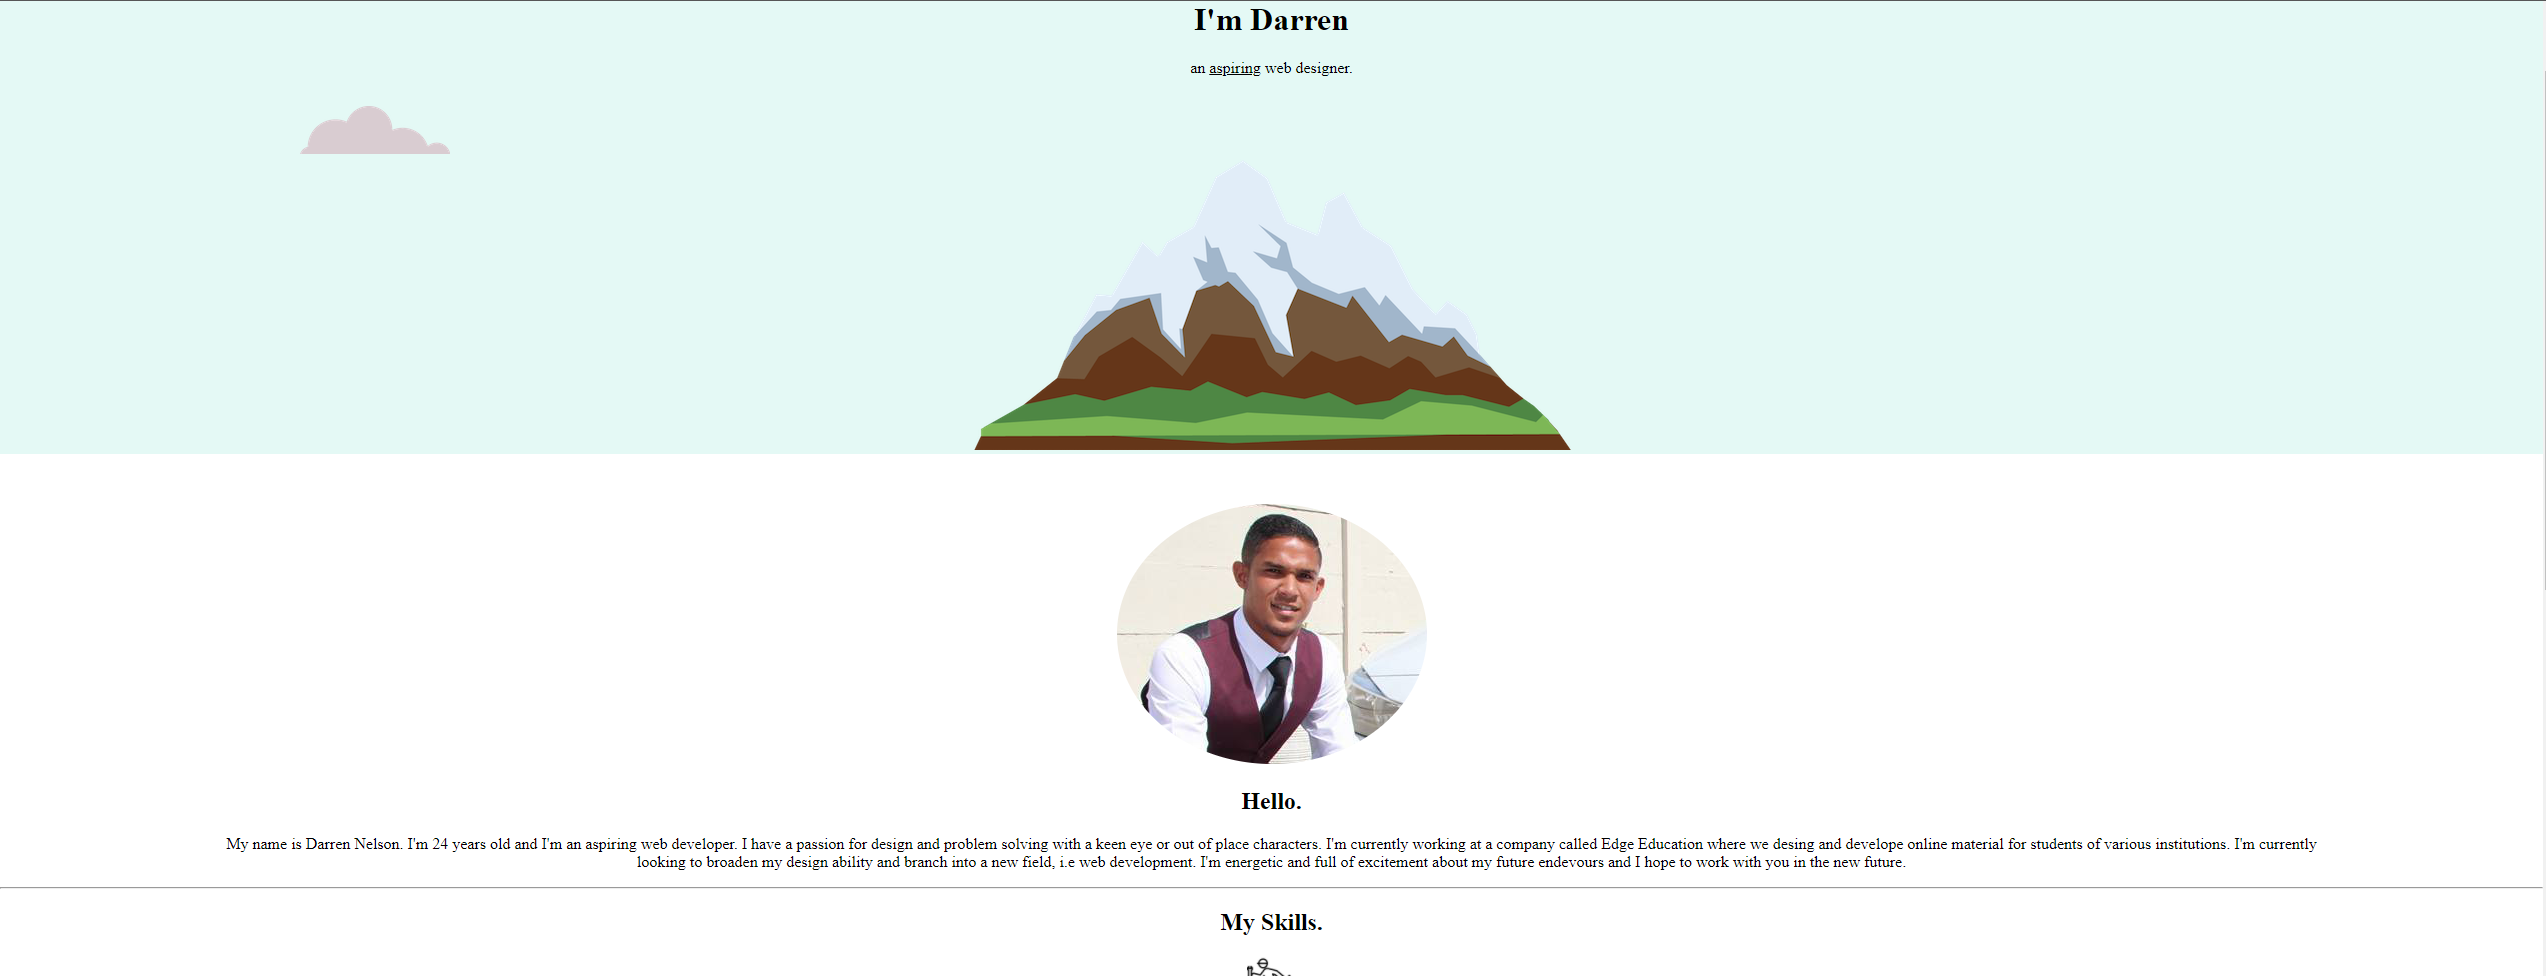 I'm Darren
an aspiring web designer.
Hello.
My name is Darren Nelson. I'm 24 years old and I'm an aspiring web developer. I have a passion for design and problem solving with a keen eye or out of place characters. I'm currently working at a company called Edge Education where we desing and develope online material for students of various institutions. I'm currently
looking to broaden my design ability and branch into a new field, i.e web development. I'm energetic and full of excitement about my future endevours and I hope to work with you in the new future.
My Skills.